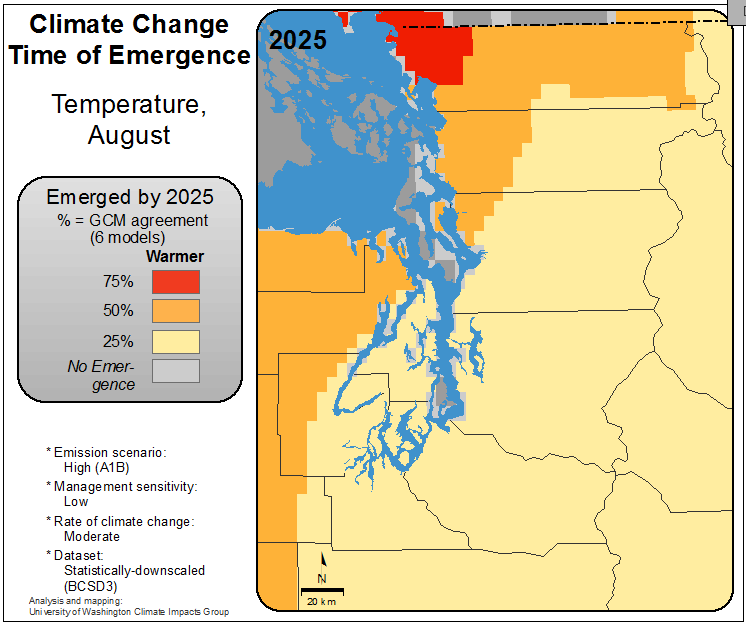 Climate Change
Time of Emergence
Temperature,
August
Emerged by 2025
% = GCM agreement
(6 models)
Warmer
75%
50%
25%
No Emer-
gence
* Emission scenario:
High (A1B)
* Management sensitivity:
Low
* Rate of climate change:
Moderate
* Dataset:
Statistically-downscaled
(BCSD3)
Analysis and mapping:
University of Washington Climate Impacts Group
2025
N
20 km